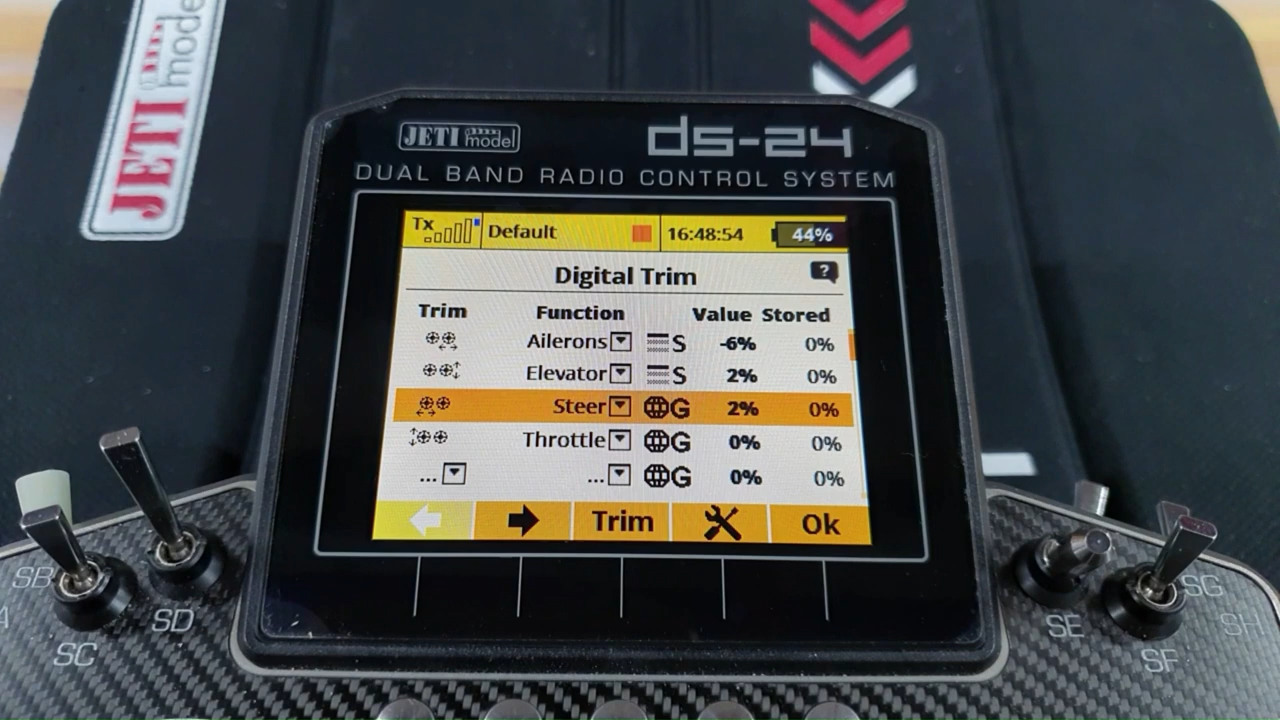 JETI model
JETI model
ds-24
DUAL BAND RADIO CONTROL SYSTEM
Tx Default 16:48:54 44%
Digital Trim ?
Trim Function Value Stored
Ailerons S -6% 0%
Elevator S 2% 0%
Steer G 2% 0%
Throttle G 0% 0%
... ... G 0% 0%
Trim Ok
SB
SD
SC
SE
SG
SH
SF